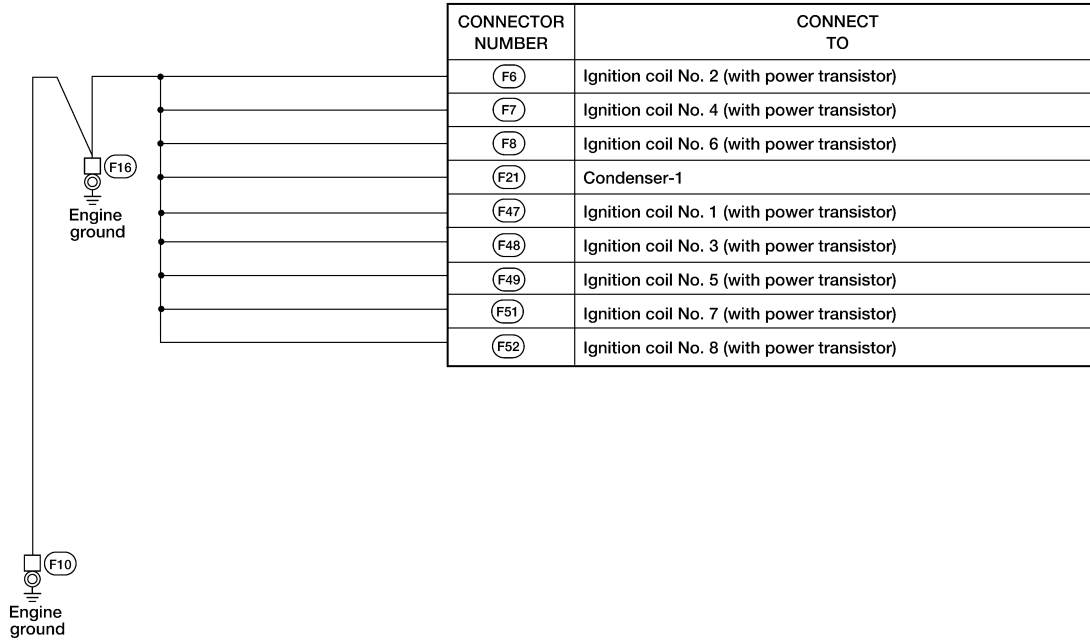 CONNECTOR NUMBER CONNECT TO
F6 Ignition coil No. 2 (with power transistor)
F7 Ignition coil No. 4 (with power transistor)
F8 Ignition coil No. 6 (with power transistor)
F21 Condenser-1
F47 Ignition coil No. 1 (with power transistor)
F48 Ignition coil No. 3 (with power transistor)
F49 Ignition coil No. 5 (with power transistor)
F51 Ignition coil No. 7 (with power transistor)
F52 Ignition coil No. 8 (with power transistor)
F16
Engine
ground
F10
Engine
ground